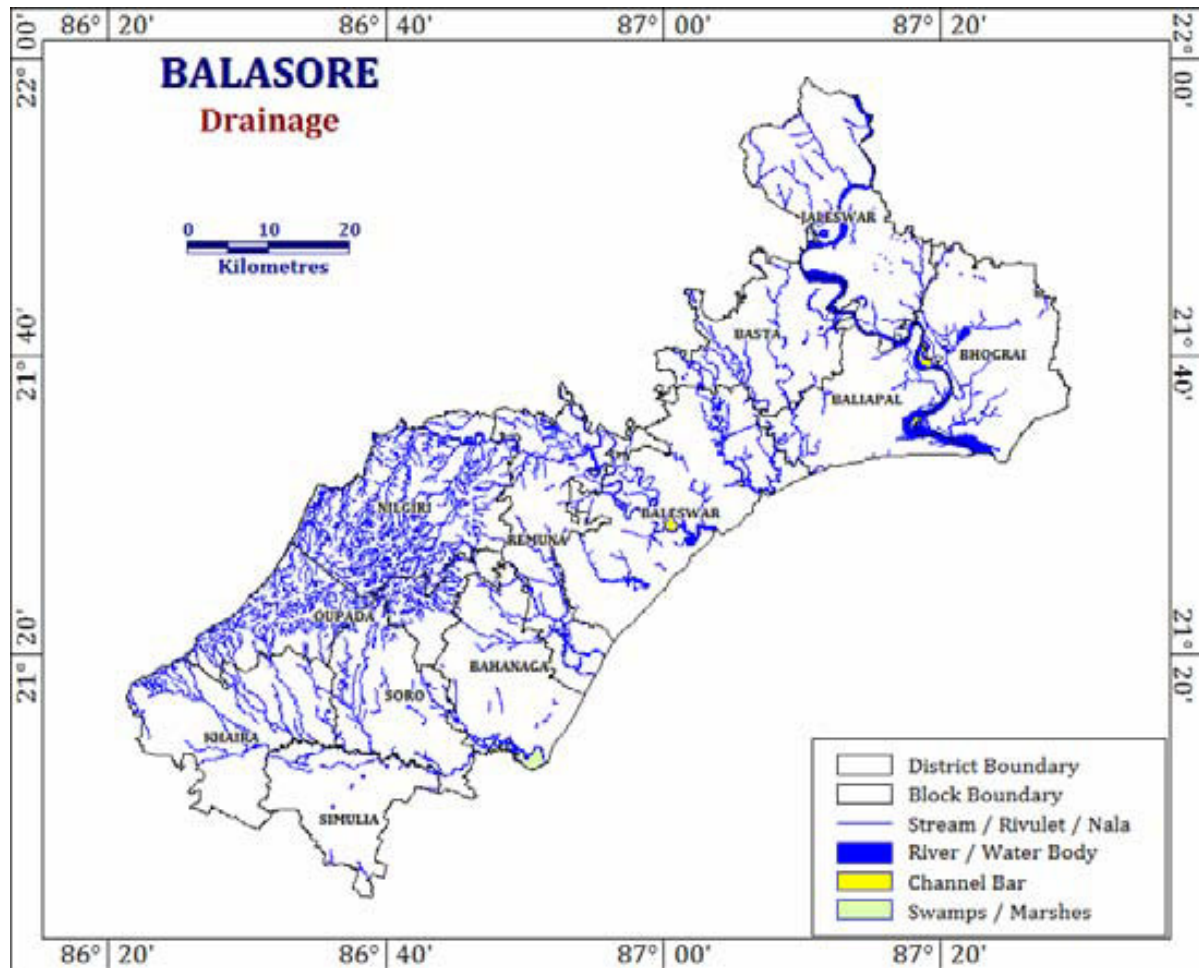 86° 20'
86° 40'
87° 00'
87° 20'
22° 00'
22° 00'
BALASORE
Drainage
0 10 20
Kilometres
JALESWAR
21° 40'
21° 40'
BASTA
BHOGRAI
BALIAPAL
NILGIRI
BALESWAR
REMUNA
OUPADA
21° 20'
21° 20'
BAHANAGA
SORO
KHAIRA
SIMULIA
District Boundary
Block Boundary
Stream / Rivulet / Nala
River / Water Body
Channel Bar
Swamps / Marshes
86° 20'
86° 40'
87° 00'
87° 20'